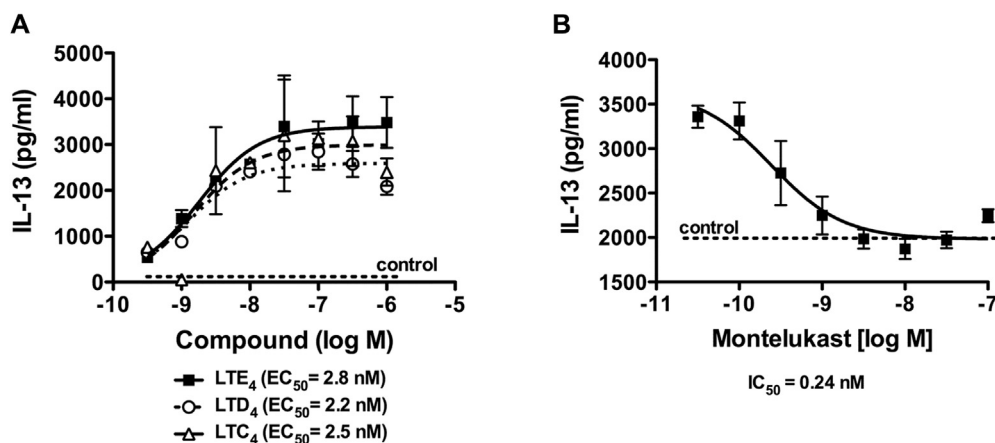 A
IL-13 (pg/ml)
5000
4000
3000
2000
1000
0
control
-10
-9
-8
-7
-6
-5
Compound (log M)
LTE₄ (EC₅₀= 2.8 nM)
LTD₄ (EC₅₀= 2.2 nM)
LTC₄ (EC₅₀= 2.5 nM)
B
IL-13 (pg/ml)
3500
3000
2500
2000
1500
control
-11
-10
-9
-8
-7
Montelukast [log M]
IC₅₀ = 0.24 nM